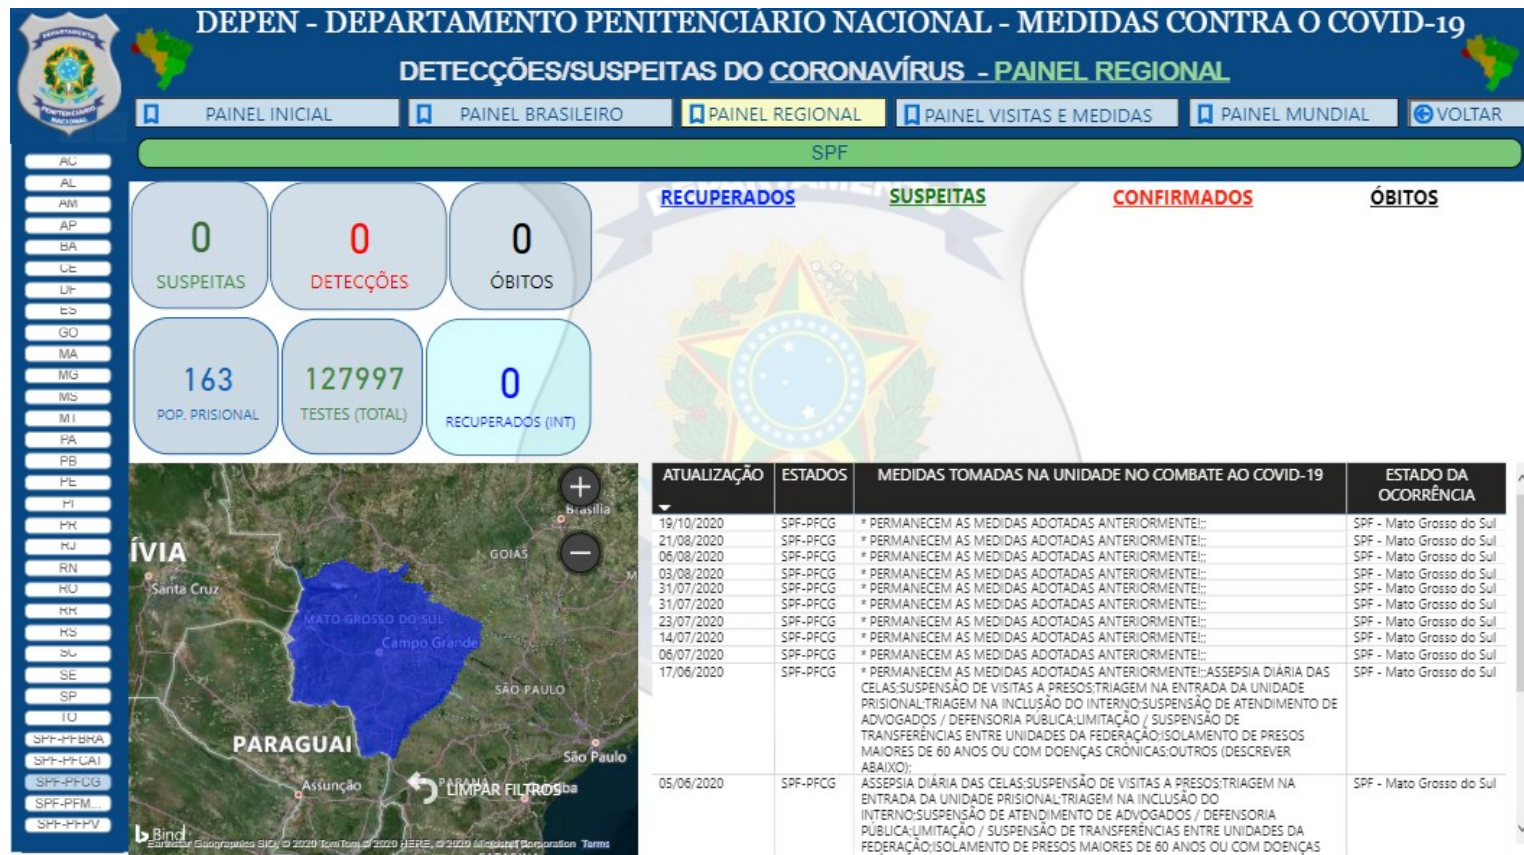 DEPEN - DEPARTAMENTO PENITENCIÁRIO NACIONAL - MEDIDAS CONTRA O COVID-19
DETECÇÕES/SUSPEITAS DO CORONAVÍRUS - PAINEL REGIONAL
DEPARTAMENTO
PENITENCIÁRIO
NACIONAL
PAINEL INICIAL
PAINEL BRASILEIRO
PAINEL REGIONAL
PAINEL VISITAS E MEDIDAS
PAINEL MUNDIAL
VOLTAR
SPF
AC
AL
AM
AP
BA
CE
DF
ES
GO
MA
MG
MS
MT
PA
PB
PE
PI
PR
RJ
RN
RO
RR
RS
SC
SE
SP
TO
SPF-PFBRA
SPF-PFCAT
SPF-PFCG
SPF-PFM...
SPF-PFPV
0
SUSPEITAS
0
DETECÇÕES
0
ÓBITOS
163
POP. PRISIONAL
127997
TESTES (TOTAL)
0
RECUPERADOS (INT)
RECUPERADOS
SUSPEITAS
CONFIRMADOS
ÓBITOS
Brasília
ÍVIA
GOIÁS
Santa Cruz
MATO GROSSO DO SUL
Campo Grande
SÃO PAULO
PARAGUAI
São Paulo
Assunção
PARANÁ
LIMPAR FILTROS
Bing
Earthstar Geographics SIO, © 2020 TomTom © 2020 HERE, © 2020 Microsoft Corporation Terms
ATUALIZAÇÃO ESTADOS MEDIDAS TOMADAS NA UNIDADE NO COMBATE AO COVID-19 ESTADO DA
OCORRÊNCIA
19/10/2020 SPF-PFCG * PERMANECEM AS MEDIDAS ADOTADAS ANTERIORMENTE!;; SPF - Mato Grosso do Sul
21/08/2020 SPF-PFCG * PERMANECEM AS MEDIDAS ADOTADAS ANTERIORMENTE!;; SPF - Mato Grosso do Sul
06/08/2020 SPF-PFCG * PERMANECEM AS MEDIDAS ADOTADAS ANTERIORMENTE!;; SPF - Mato Grosso do Sul
03/08/2020 SPF-PFCG * PERMANECEM AS MEDIDAS ADOTADAS ANTERIORMENTE!;; SPF - Mato Grosso do Sul
31/07/2020 SPF-PFCG * PERMANECEM AS MEDIDAS ADOTADAS ANTERIORMENTE!;; SPF - Mato Grosso do Sul
31/07/2020 SPF-PFCG * PERMANECEM AS MEDIDAS ADOTADAS ANTERIORMENTE!;; SPF - Mato Grosso do Sul
23/07/2020 SPF-PFCG * PERMANECEM AS MEDIDAS ADOTADAS ANTERIORMENTE!;; SPF - Mato Grosso do Sul
14/07/2020 SPF-PFCG * PERMANECEM AS MEDIDAS ADOTADAS ANTERIORMENTE!;; SPF - Mato Grosso do Sul
06/07/2020 SPF-PFCG * PERMANECEM AS MEDIDAS ADOTADAS ANTERIORMENTE!;; SPF - Mato Grosso do Sul
17/06/2020 SPF-PFCG * PERMANECEM AS MEDIDAS ADOTADAS ANTERIORMENTE!;;ASSEPSIA DIÁRIA DAS SPF - Mato Grosso do Sul
CELAS;SUSPENSÃO DE VISITAS A PRESOS;TRIAGEM NA ENTRADA DA UNIDADE
PRISIONAL;TRIAGEM NA INCLUSÃO DO INTERNO;SUSPENSÃO DE ATENDIMENTO DE
ADVOGADOS / DEFENSORIA PÚBLICA;LIMITAÇÃO / SUSPENSÃO DE
TRANSFERÊNCIAS ENTRE UNIDADES DA FEDERAÇÃO;ISOLAMENTO DE PRESOS
MAIORES DE 60 ANOS OU COM DOENÇAS CRÔNICAS;OUTROS (DESCREVER
ABAIXO);
05/06/2020 SPF-PFCG ASSEPSIA DIÁRIA DAS CELAS;SUSPENSÃO DE VISITAS A PRESOS;TRIAGEM NA SPF - Mato Grosso do Sul
ENTRADA DA UNIDADE PRISIONAL;TRIAGEM NA INCLUSÃO DO
INTERNO;SUSPENSÃO DE ATENDIMENTO DE ADVOGADOS / DEFENSORIA
PÚBLICA;LIMITAÇÃO / SUSPENSÃO DE TRANSFERÊNCIAS ENTRE UNIDADES DA
FEDERAÇÃO;ISOLAMENTO DE PRESOS MAIORES DE 60 ANOS OU COM DOENÇAS